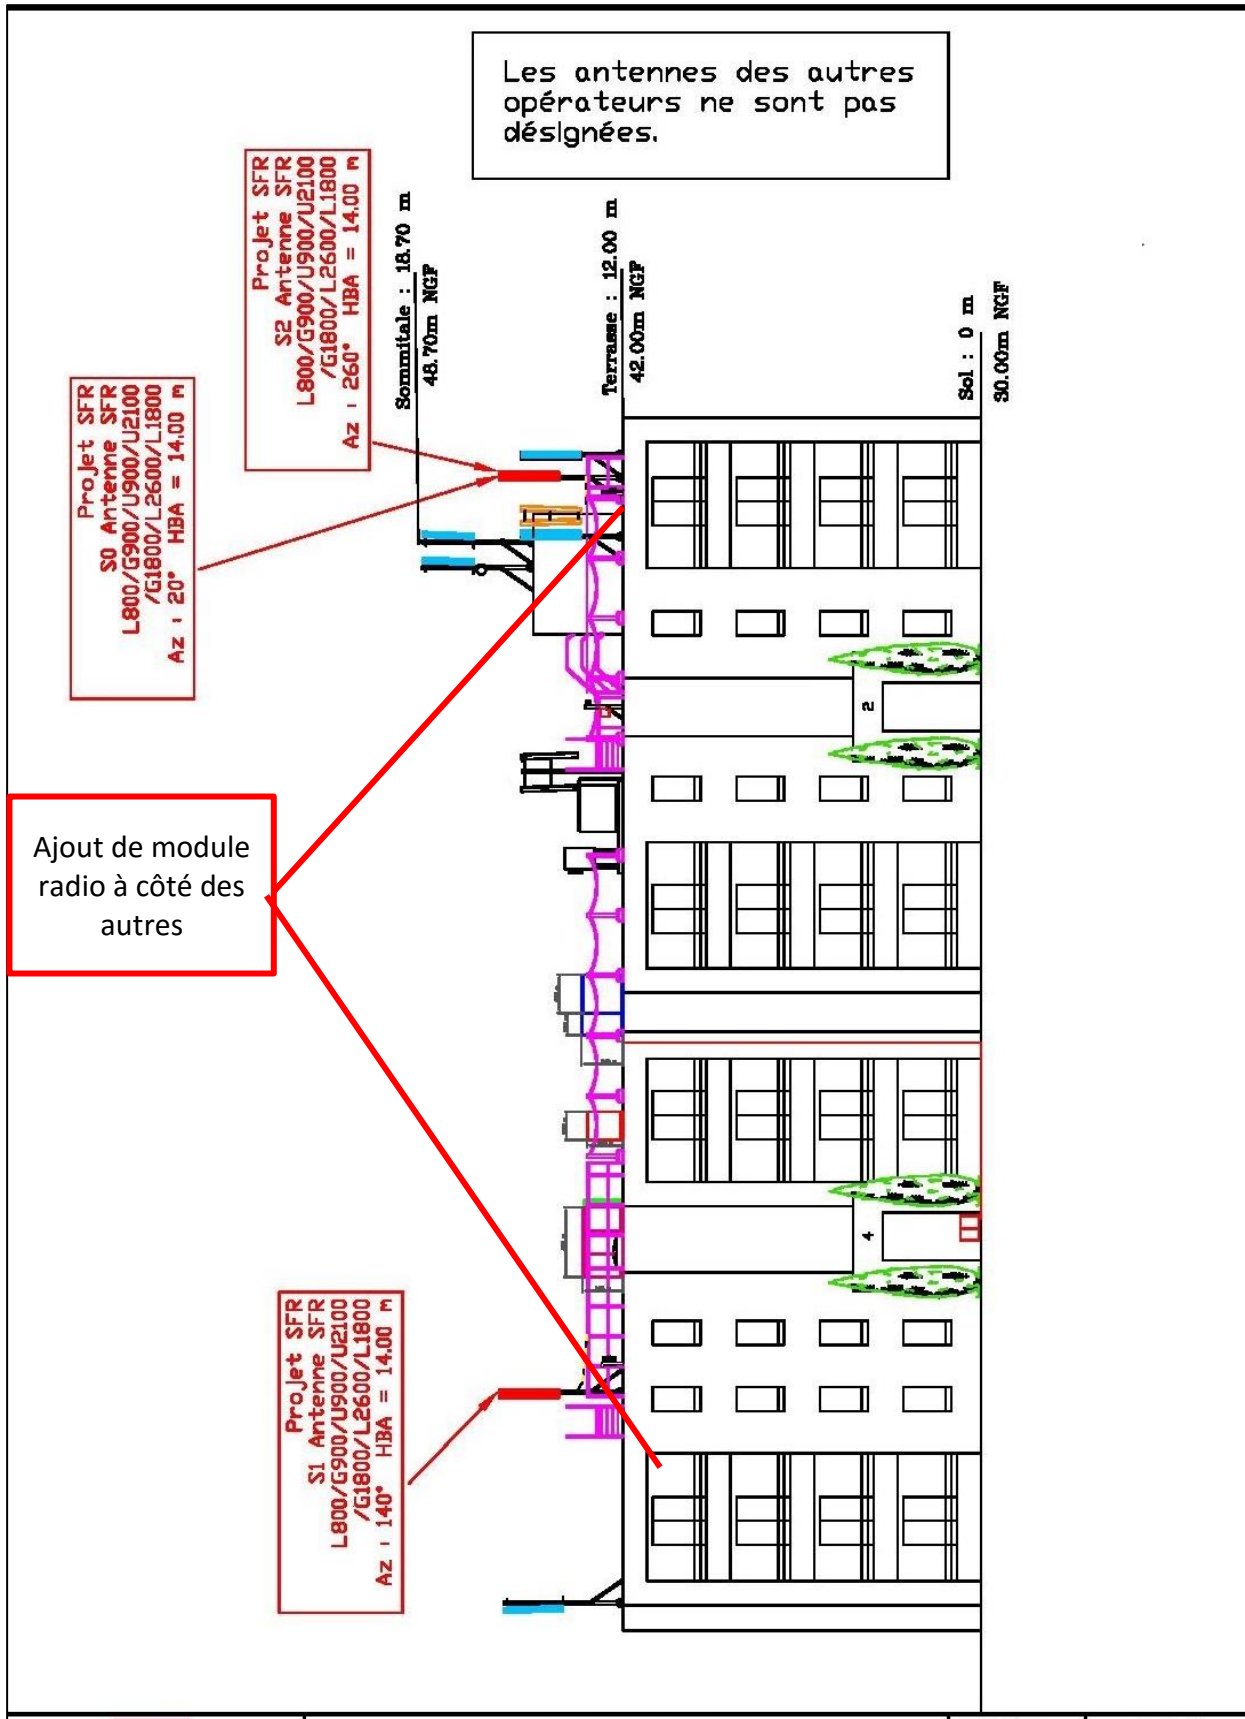 Les antennes des autres
opérateurs ne sont pas
désignées.
Projet SFR
S2 Antenne SFR
L800/G900/U900/U2100
/G1800/L2600/L1800
Az : 260° HBA = 14.00 m
Projet SFR
S0 Antenne SFR
L800/G900/U900/U2100
/G1800/L2600/L1800
Az : 20° HBA = 14.00 m
Sommitale : 18.70 m
48.70m NGF
Terrasse : 12.00 m
42.00m NGF
Sol : 0 m
30.00m NGF
2
Ajout de module
radio à côté des
autres
4
Projet SFR
S1 Antenne SFR
L800/G900/U900/U2100
/G1800/L2600/L1800
Az : 140° HBA = 14.00 m